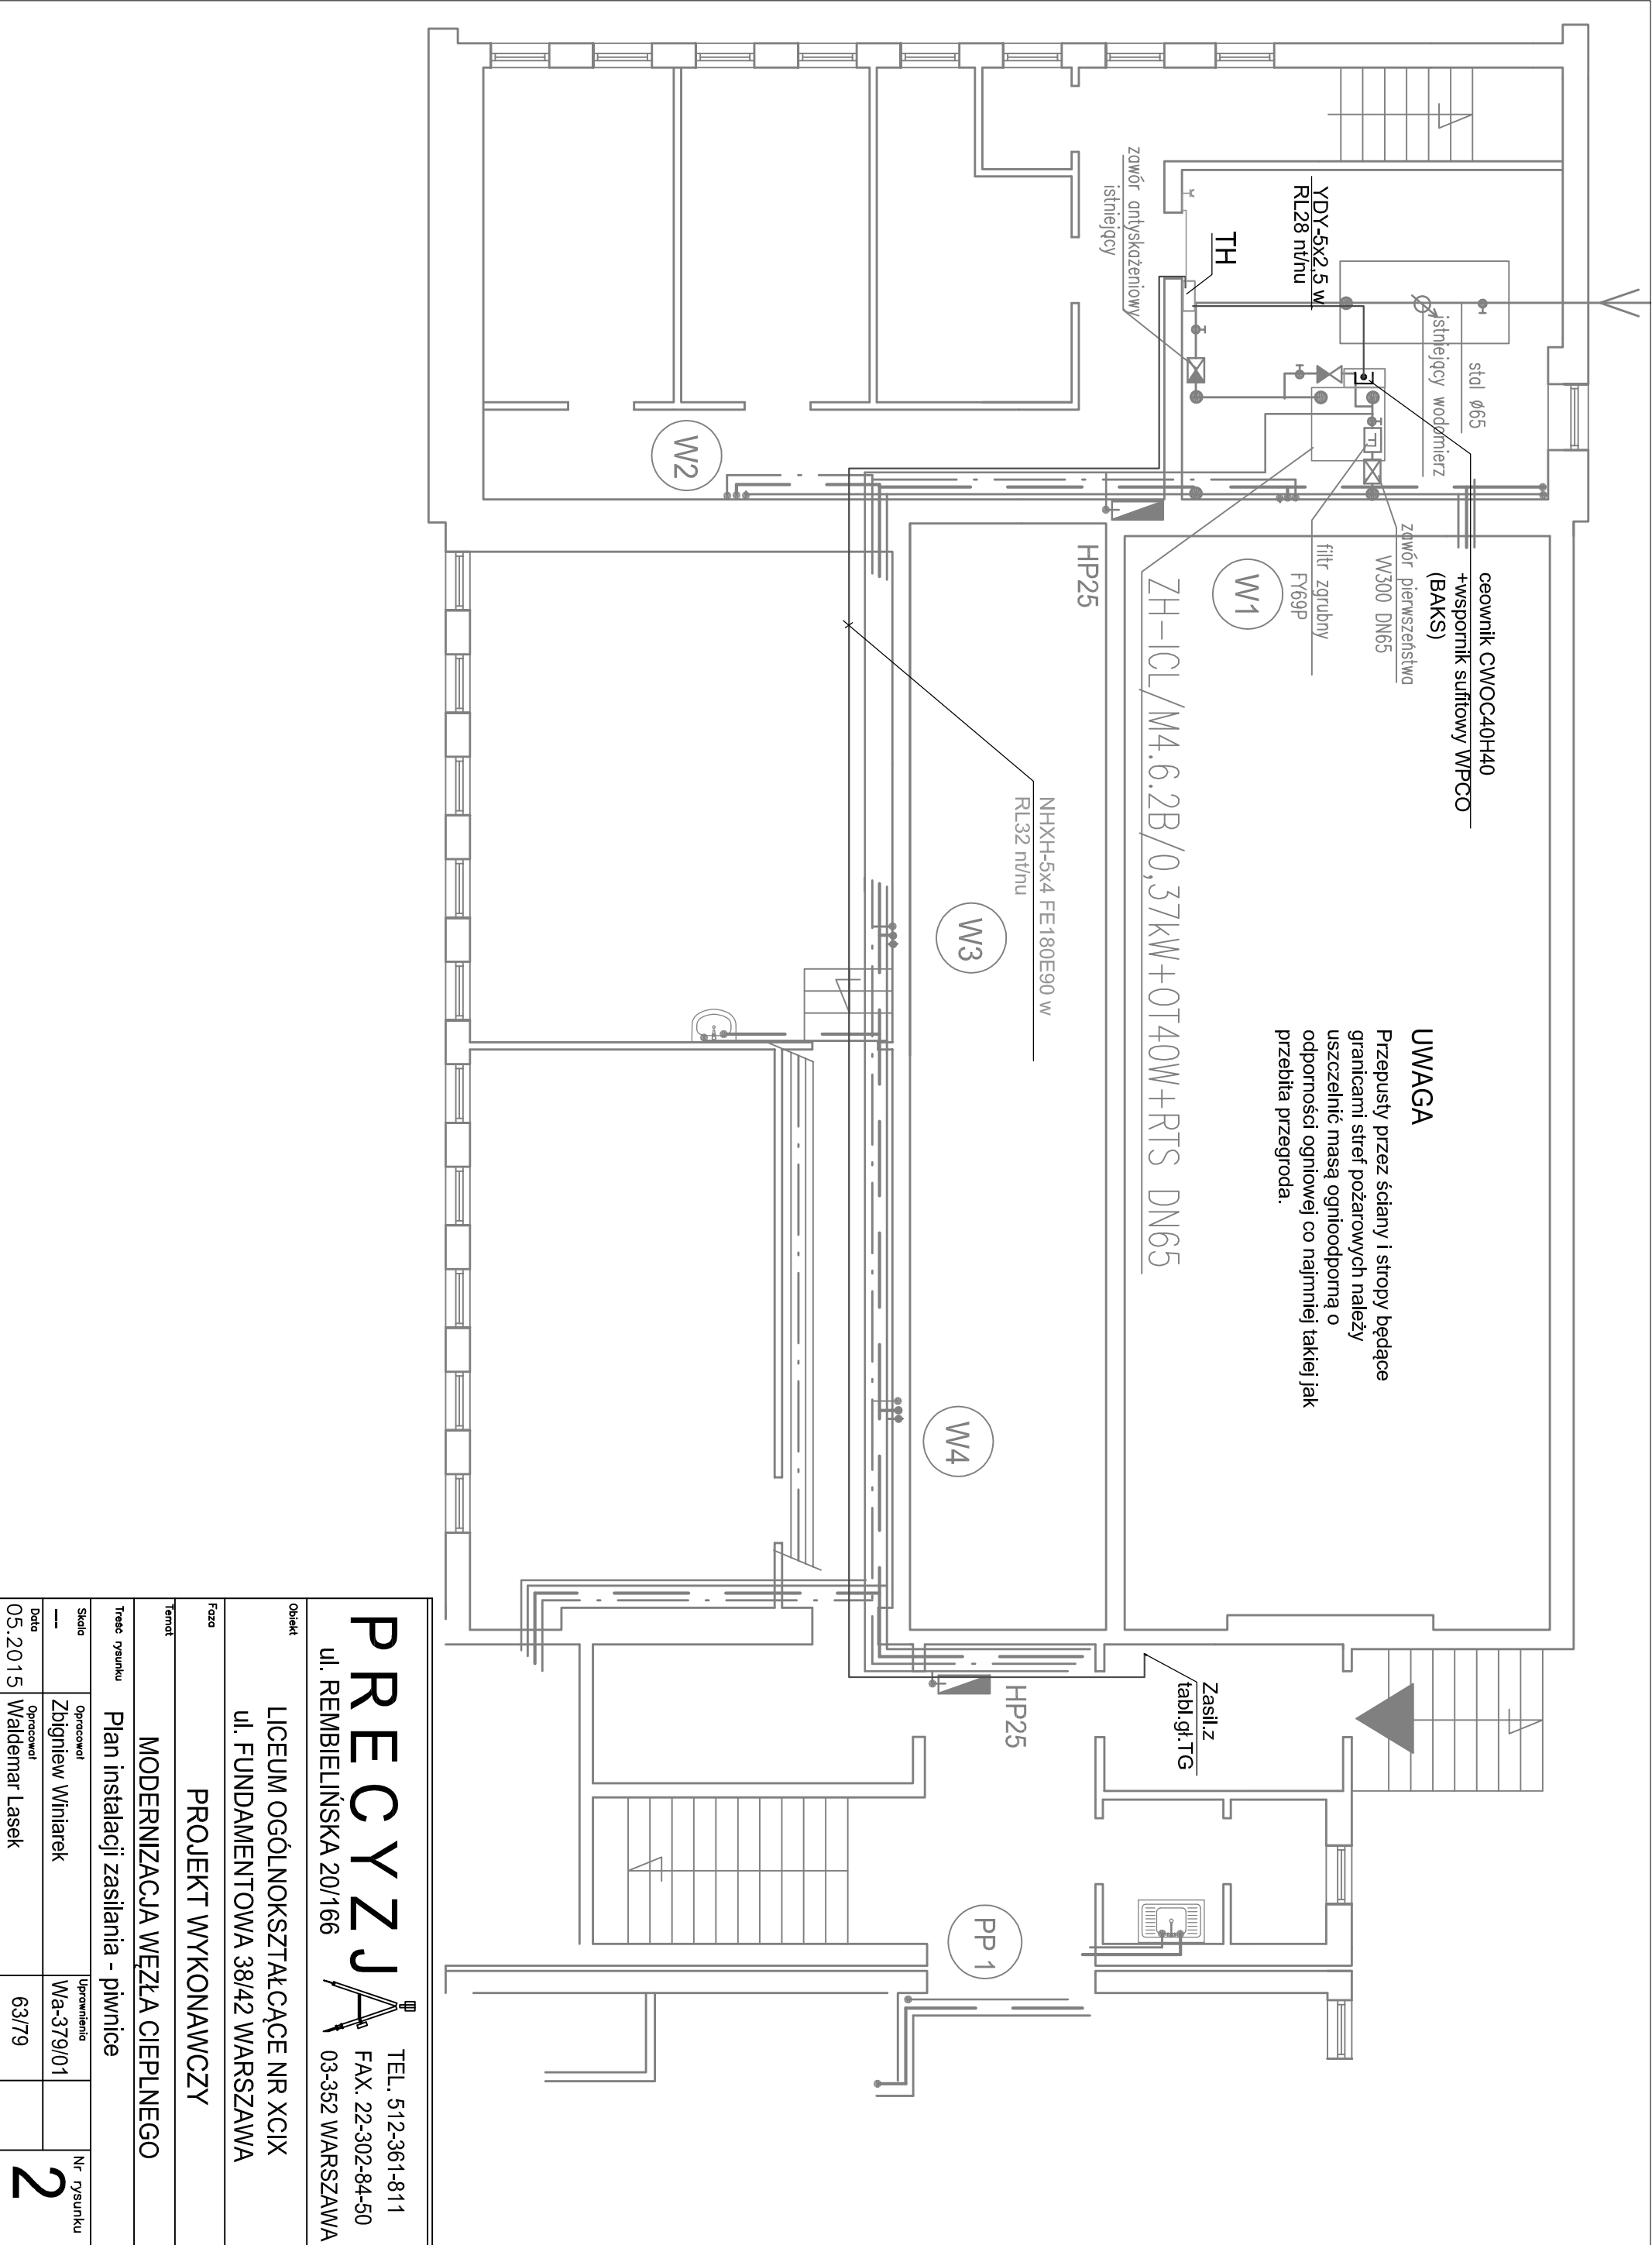 YDY-5x2,5 w
RL28 nt/nu
TH
zawór antyskażeniowy
istniejący
stal ø65
istniejący wodomierz
ceownik CWOC40H40
+wspornik sufitowy WPCO
(BAKS)
zawór pierwszeństwa
W300 DN65
filtr zgrubny
FY69P
W1
W2
HP25
ZH-ICL/M4.6.2B/0,37kW+OT40W+RTS DN65
NHXH-5x4 FE180E90 w
RL32 nt/nu
W3
W4
UWAGA
Przepusty przez ściany i stropy będące
granicami stref pożarowych należy
uszczelnić masą ognioodporną o
odporności ogniowej co najmniej takiej jak
przebita przegroda.
Zasil.z
tabl.gł.TG
HP25
PP 1
PRECYZJA
ul. REMBIELIŃSKA 20/166
TEL. 512-361-811
FAX. 22-302-84-50
03-352 WARSZAWA
Obiekt
LICEUM OGÓLNOKSZTAŁCĄCE NR XCIX
ul. FUNDAMENTOWA 38/42 WARSZAWA
Faza
PROJEKT WYKONAWCZY
Temat
MODERNIZACJA WĘZŁA CIEPLNEGO
Treść rysunku
Plan instalacji zasilania - piwnice
Skala
---
Opracował
Zbigniew Winiarek
Uprawnienia
Wa-379/01
Nr rysunku
2
Data
05.2015
Opracował
Waldemar Lasek
63/79